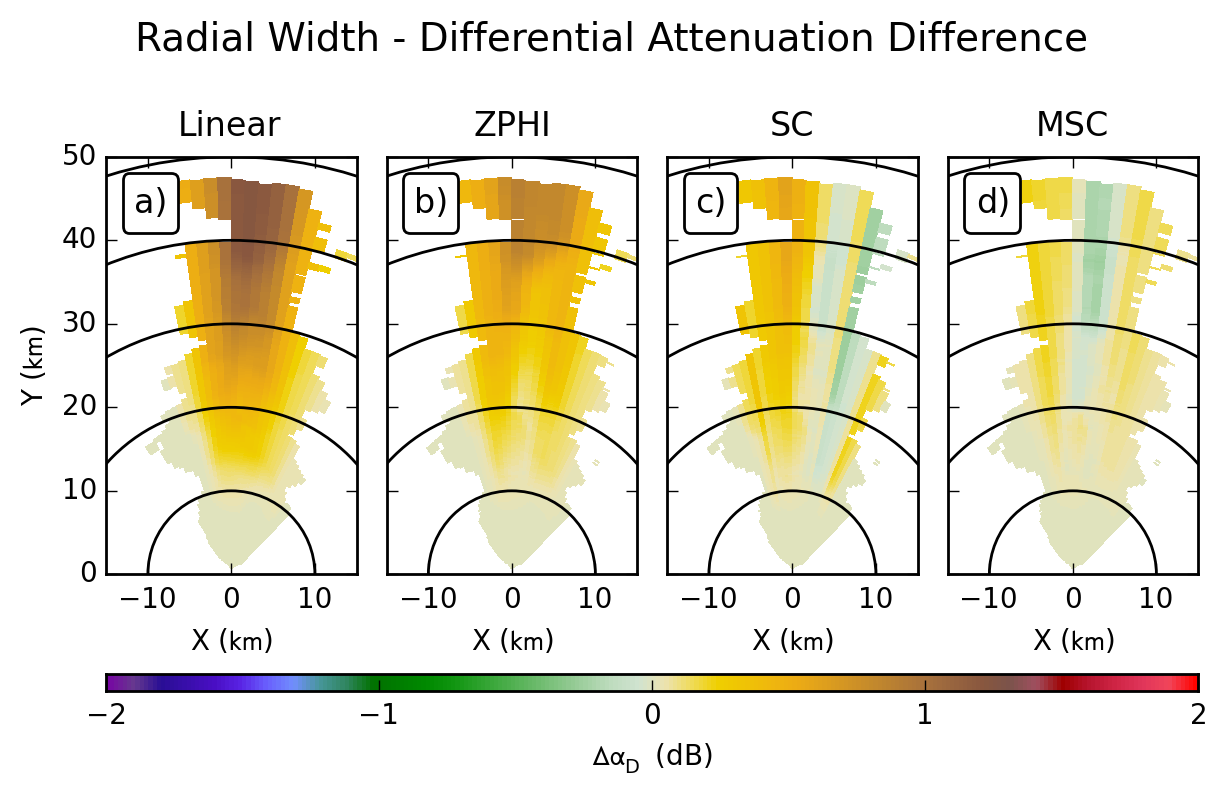 Radial Width - Differential Attenuation Difference
Linear ZPHI SC MSC
a) b) c) d)
50
40
30
20
10
0
Y (km)
−10 0 10 −10 0 10 −10 0 10 −10 0 10
X (km) X (km) X (km) X (km)
−2 −1 0 1 2
Δα_D (dB)